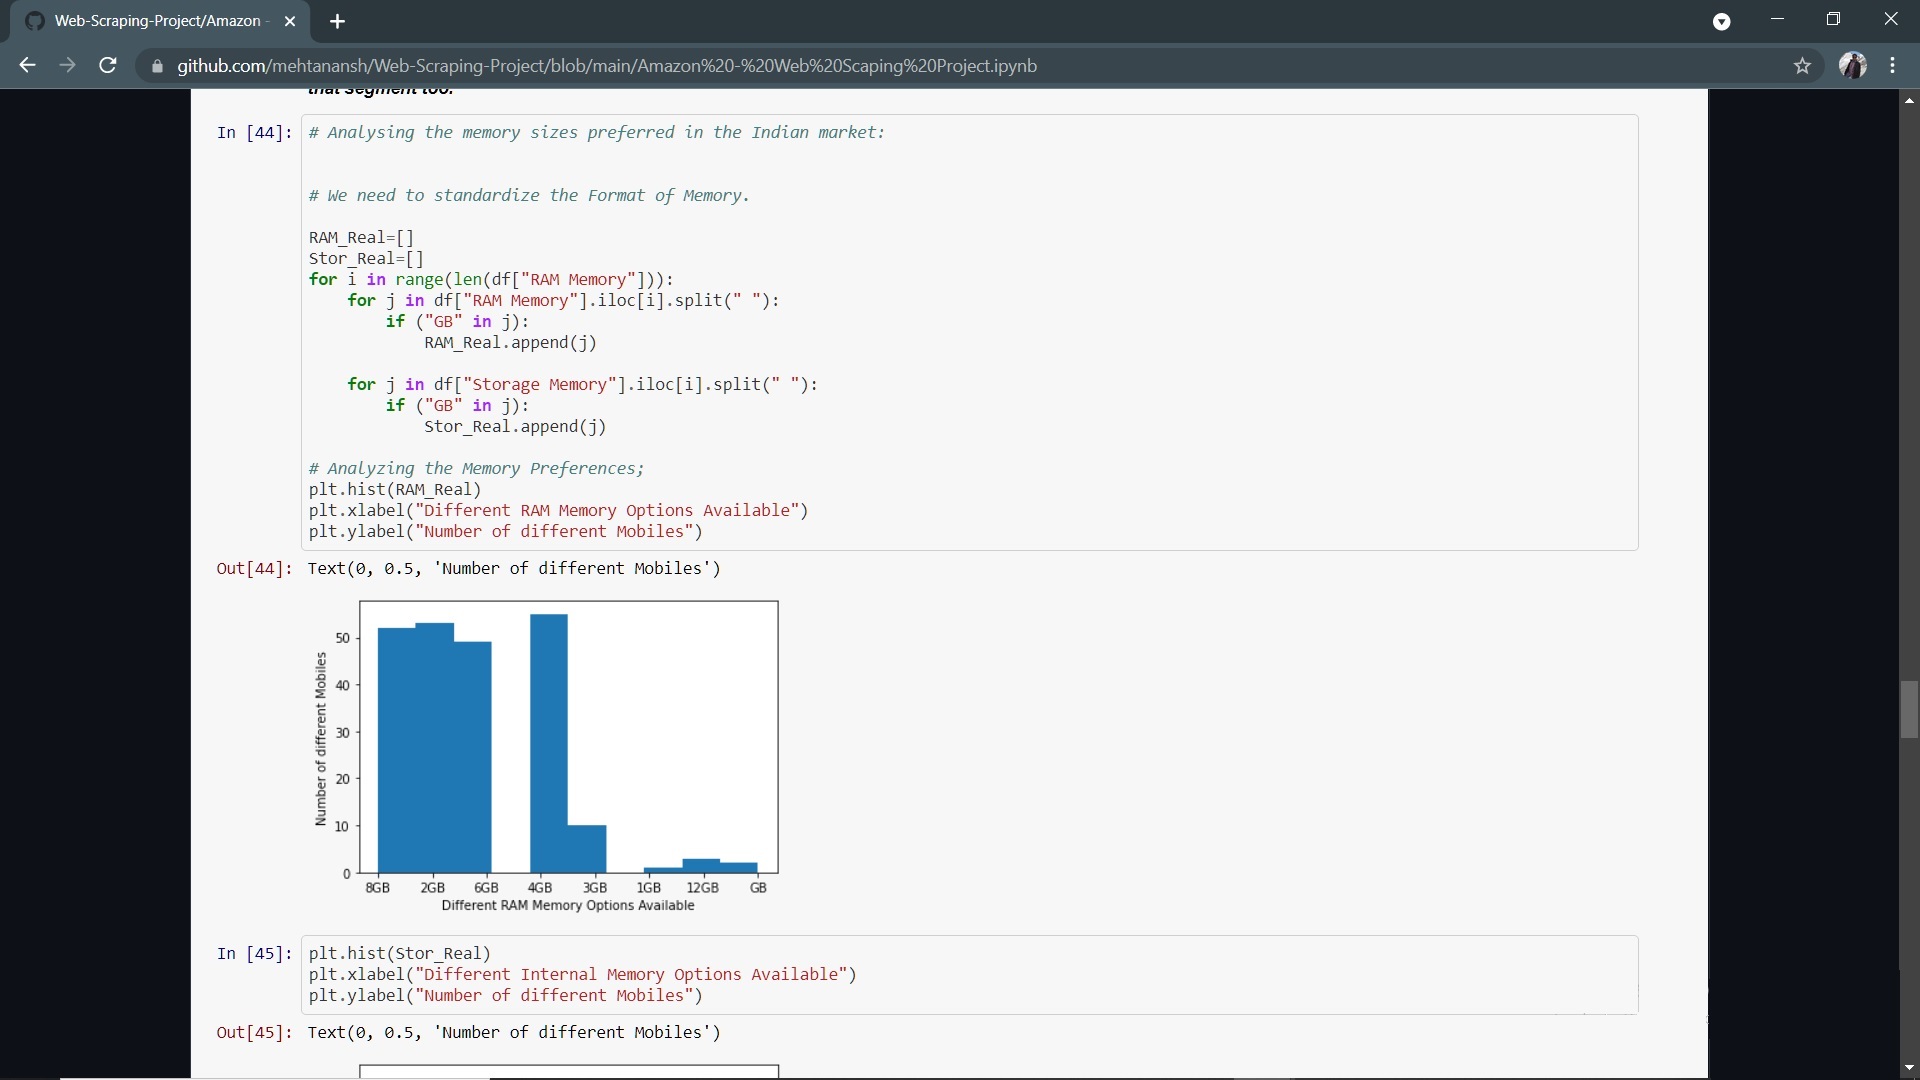 Web-Scraping-Project/Amazon -
github.com/mehtanansh/Web-Scraping-Project/blob/main/Amazon%20-%20Web%20Scaping%20Project.ipynb
that segment too.
In [44]: # Analysing the memory sizes preferred in the Indian market:
# We need to standardize the Format of Memory.
RAM_Real=[]
Stor_Real=[]
for i in range(len(df["RAM Memory"])):
    for j in df["RAM Memory"].iloc[i].split(" "):
        if ("GB" in j):
            RAM_Real.append(j)
    for j in df["Storage Memory"].iloc[i].split(" "):
        if ("GB" in j):
            Stor_Real.append(j)
# Analyzing the Memory Preferences;
plt.hist(RAM_Real)
plt.xlabel("Different RAM Memory Options Available")
plt.ylabel("Number of different Mobiles")
Out[44]: Text(0, 0.5, 'Number of different Mobiles')
Number of different Mobiles
50
40
30
20
10
0
8GB 2GB 6GB 4GB 3GB 1GB 12GB GB
Different RAM Memory Options Available
In [45]: plt.hist(Stor_Real)
plt.xlabel("Different Internal Memory Options Available")
plt.ylabel("Number of different Mobiles")
Out[45]: Text(0, 0.5, 'Number of different Mobiles')